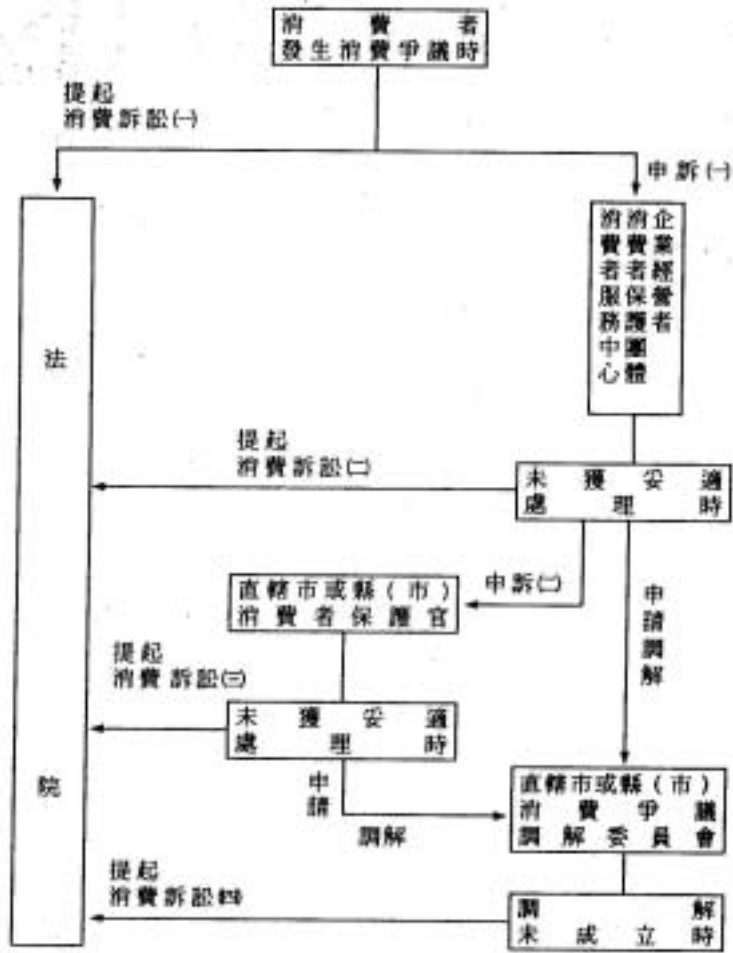 消費者
發生消費爭議時
提起
消費訴訟(一)
申訴(一)
企業經營者
消費者保護團體
消費者服務中心
法院
提起
消費訴訟(二)
未獲妥適
處理時
申訴(二)
申請調解
直轄市或縣(市)
消費者保護官
提起
消費訴訟(三)
未獲妥適
處理時
申請
調解
直轄市或縣(市)
消費爭議
調解委員會
提起
消費訴訟(四)
調解
未成立時